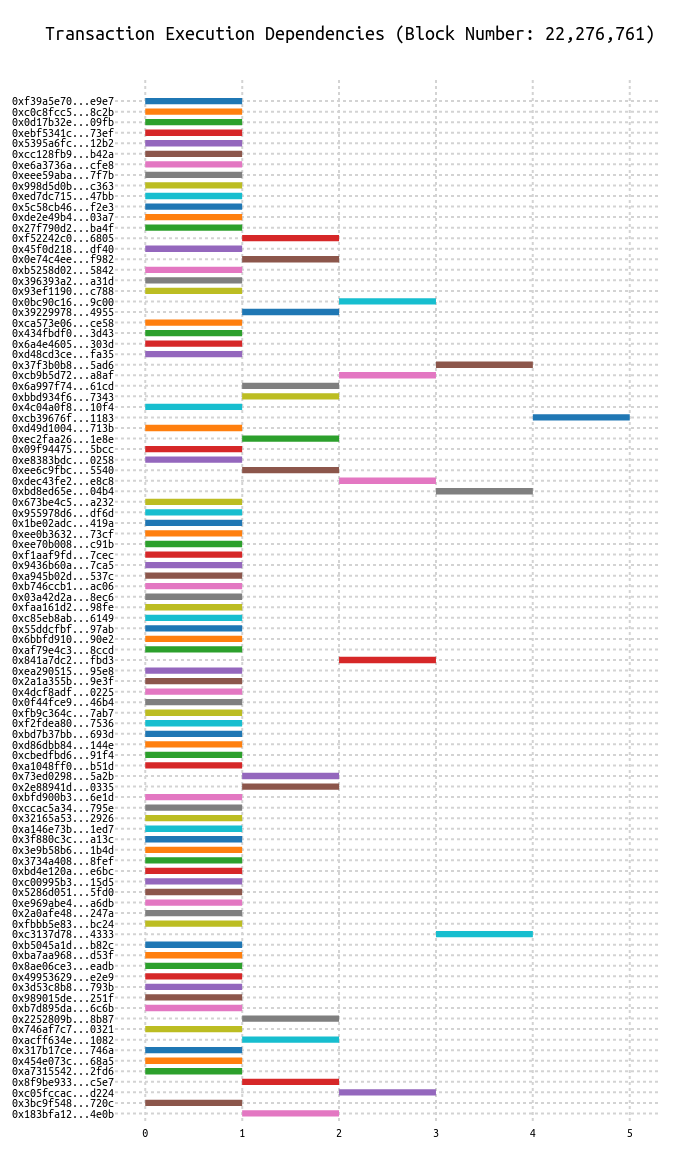 Transaction Execution Dependencies (Block Number: 22,276,761)
0xf39a5e70...e9e7
0xc0c8fcc5...8c2b
0x0d17b32e...09fb
0xebf5341c...73ef
0x5395a6fc...12b2
0xcc128fb9...b42a
0xe6a3736a...cfe8
0xeee59aba...7f7b
0x998d5d0b...c363
0xed7dc715...47bb
0x5c58cb46...f2e3
0xde2e49b4...03a7
0x27f790d2...ba4f
0xf52242c0...6805
0x45f0d218...df40
0x0e74c4ee...f982
0xb5258d02...5842
0x396393a2...a31d
0x93ef1190...c788
0x0bc90c16...9c00
0x39229978...4955
0xca573e06...ce58
0x434fbdf0...3d43
0x6a4e4605...303d
0xd48cd3ce...fa35
0x37f3b0b8...5ad6
0xcb9b5d72...a8af
0x6a997f74...61cd
0xbbd934f6...7343
0x4c04a0f8...10f4
0xcb39676f...1183
0xd49d1004...713b
0xec2faa26...1e8e
0x09f94475...5bcc
0xe8383bdc...0258
0xee6c9fbc...5540
0xdec43fe2...e8c8
0xbd8ed65e...04b4
0x673be4c5...a232
0x955978d6...df6d
0x1be02adc...419a
0xee0b3632...73cf
0xee70b008...c91b
0xf1aaf9fd...7cec
0x9436b60a...7ca5
0xa945b02d...537c
0xb746ccb1...ac06
0x03a42d2a...8ec6
0xfaa161d2...98fe
0xc85eb8ab...6149
0x55ddcfbf...97ab
0x6bbfd910...90e2
0xaf79e4c3...8ccd
0x841a7dc2...fbd3
0xea290515...95e8
0x2a1a355b...9e3f
0x4dcf8adf...0225
0x0f44fce9...46b4
0xfb9c364c...7ab7
0xf2fdea80...7536
0xbd7b37bb...693d
0xd86dbb84...144e
0xcbedfbd6...91f4
0xa1048ff0...b51d
0x73ed0298...5a2b
0x2e88941d...0335
0xbfd900b3...6e1d
0xccac5a34...795e
0x32165a53...2926
0xa146e73b...1ed7
0x3f880c3c...a13c
0x3e9b58b6...1b4d
0x3734a408...8fef
0xbd4e120a...e6bc
0xc00995b3...15d5
0x5286d051...5fd0
0xe969abe4...a6db
0x2a0afe48...247a
0xfbbb5e83...bc24
0xc3137d78...4333
0xb5045a1d...b82c
0xba7aa968...d53f
0x8ae06ce3...eadb
0x49953629...e2e9
0x3d53c8b8...793b
0x989015de...251f
0xb7d895da...6c6b
0x2252809b...8b87
0x746af7c7...0321
0xacff634e...1082
0x317b17ce...746a
0x454e073c...68a5
0xa7315542...2fd6
0x8f9be933...c5e7
0xc05fccac...d224
0x3bc9f548...720c
0x183bfa12...4e0b
0 1 2 3 4 5